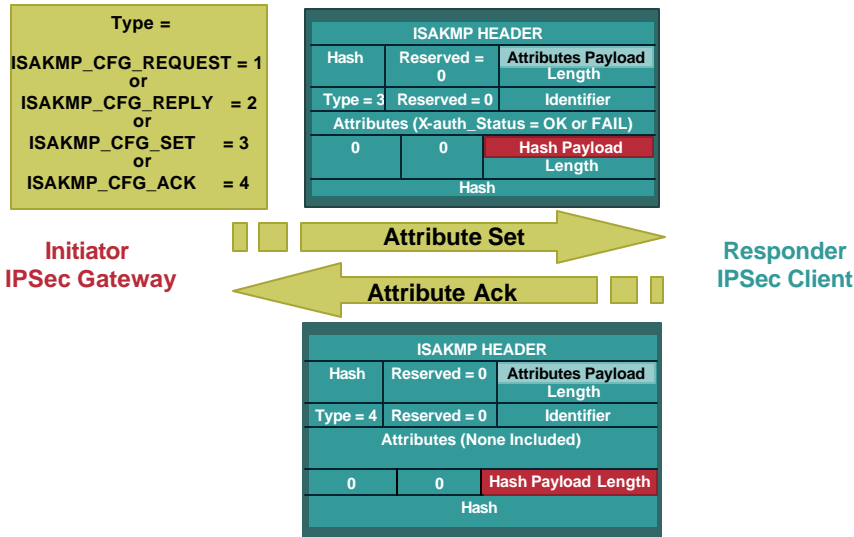 Type =
ISAKMP_CFG_REQUEST = 1
or
ISAKMP_CFG_REPLY = 2
or
ISAKMP_CFG_SET = 3
or
ISAKMP_CFG_ACK = 4
ISAKMP HEADER
Hash
Reserved =
0
Attributes Payload
Length
Type = 3
Reserved = 0
Identifier
Attributes (X-auth_Status = OK or FAIL)
0
0
Hash Payload
Length
Hash
Attribute Set
Initiator
IPSec Gateway
Responder
IPSec Client
Attribute Ack
ISAKMP HEADER
Hash
Reserved = 0
Attributes Payload
Length
Type = 4
Reserved = 0
Identifier
Attributes (None Included)
0
0
Hash Payload Length
Hash